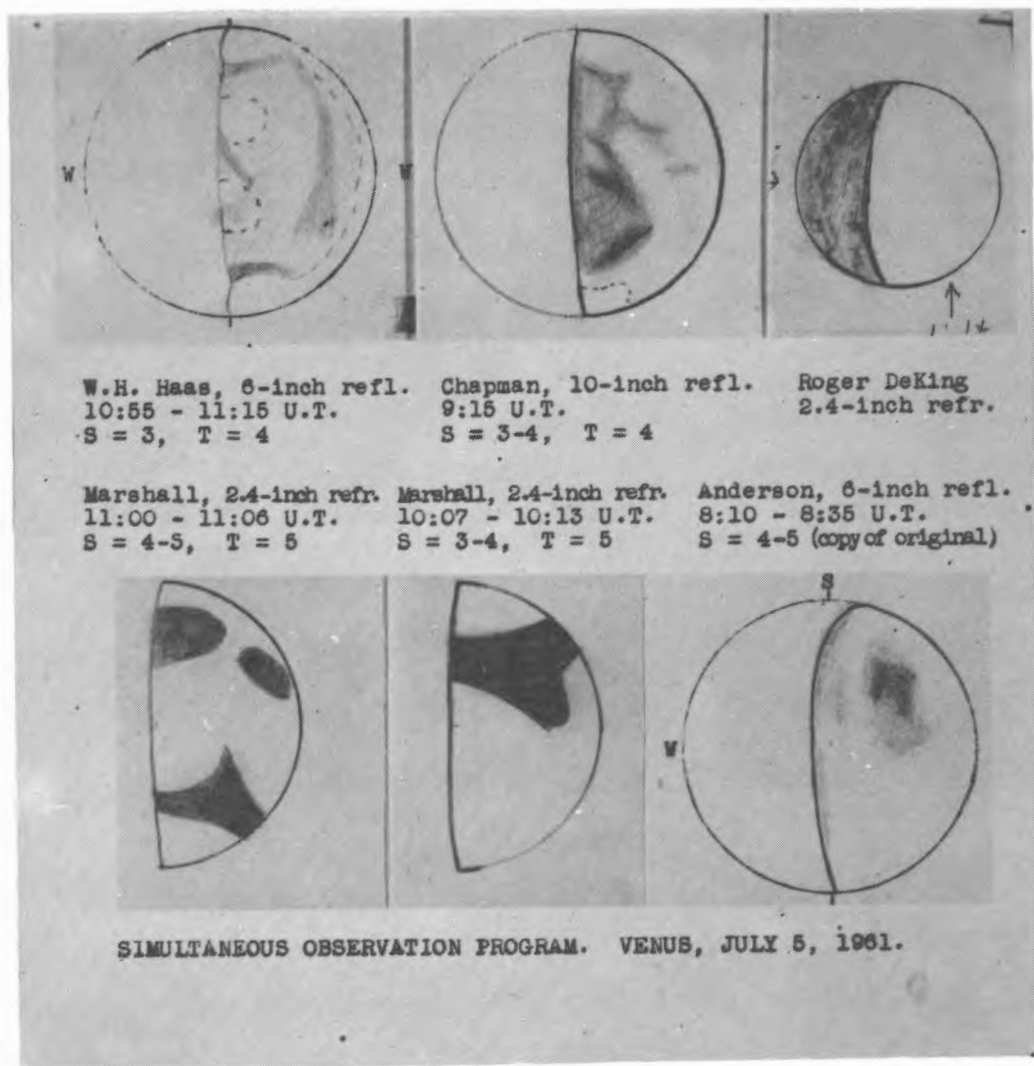 W
W
W.H. Haas, 6-inch refl.
10:55 - 11:15 U.T.
S = 3, T = 4
Chapman, 10-inch refl.
9:15 U.T.
S = 3-4, T = 4
Roger DeKing
2.4-inch refr.
Marshall, 2.4-inch refr.
11:00 - 11:06 U.T.
S = 4-5, T = 5
Marshall, 2.4-inch refr.
10:07 - 10:13 U.T.
S = 3-4, T = 5
Anderson, 6-inch refl.
8:10 - 8:35 U.T.
S = 4-5 (copy of original)
S
W
SIMULTANEOUS OBSERVATION PROGRAM. VENUS, JULY 5, 1961.